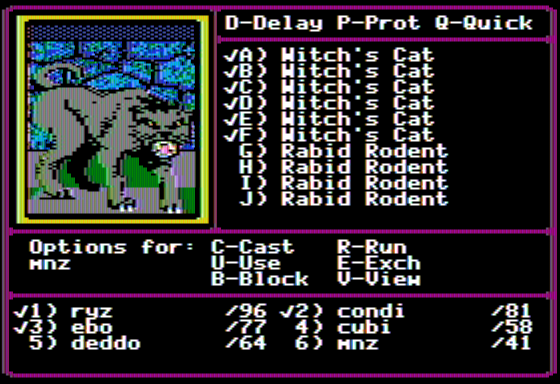 D-Delay P-Prot Q-Quick
√A) Witch's Cat
√B) Witch's Cat
√C) Witch's Cat
√D) Witch's Cat
√E) Witch's Cat
√F) Witch's Cat
G) Rabid Rodent
H) Rabid Rodent
I) Rabid Rodent
J) Rabid Rodent
Options for: C-Cast R-Run
mnz U-Use E-Exch
B-Block V-View
√1) ryz /96 √2) condi /81
√3) ebo /77 4) cubi /58
5) deddo /64 6) mnz /41